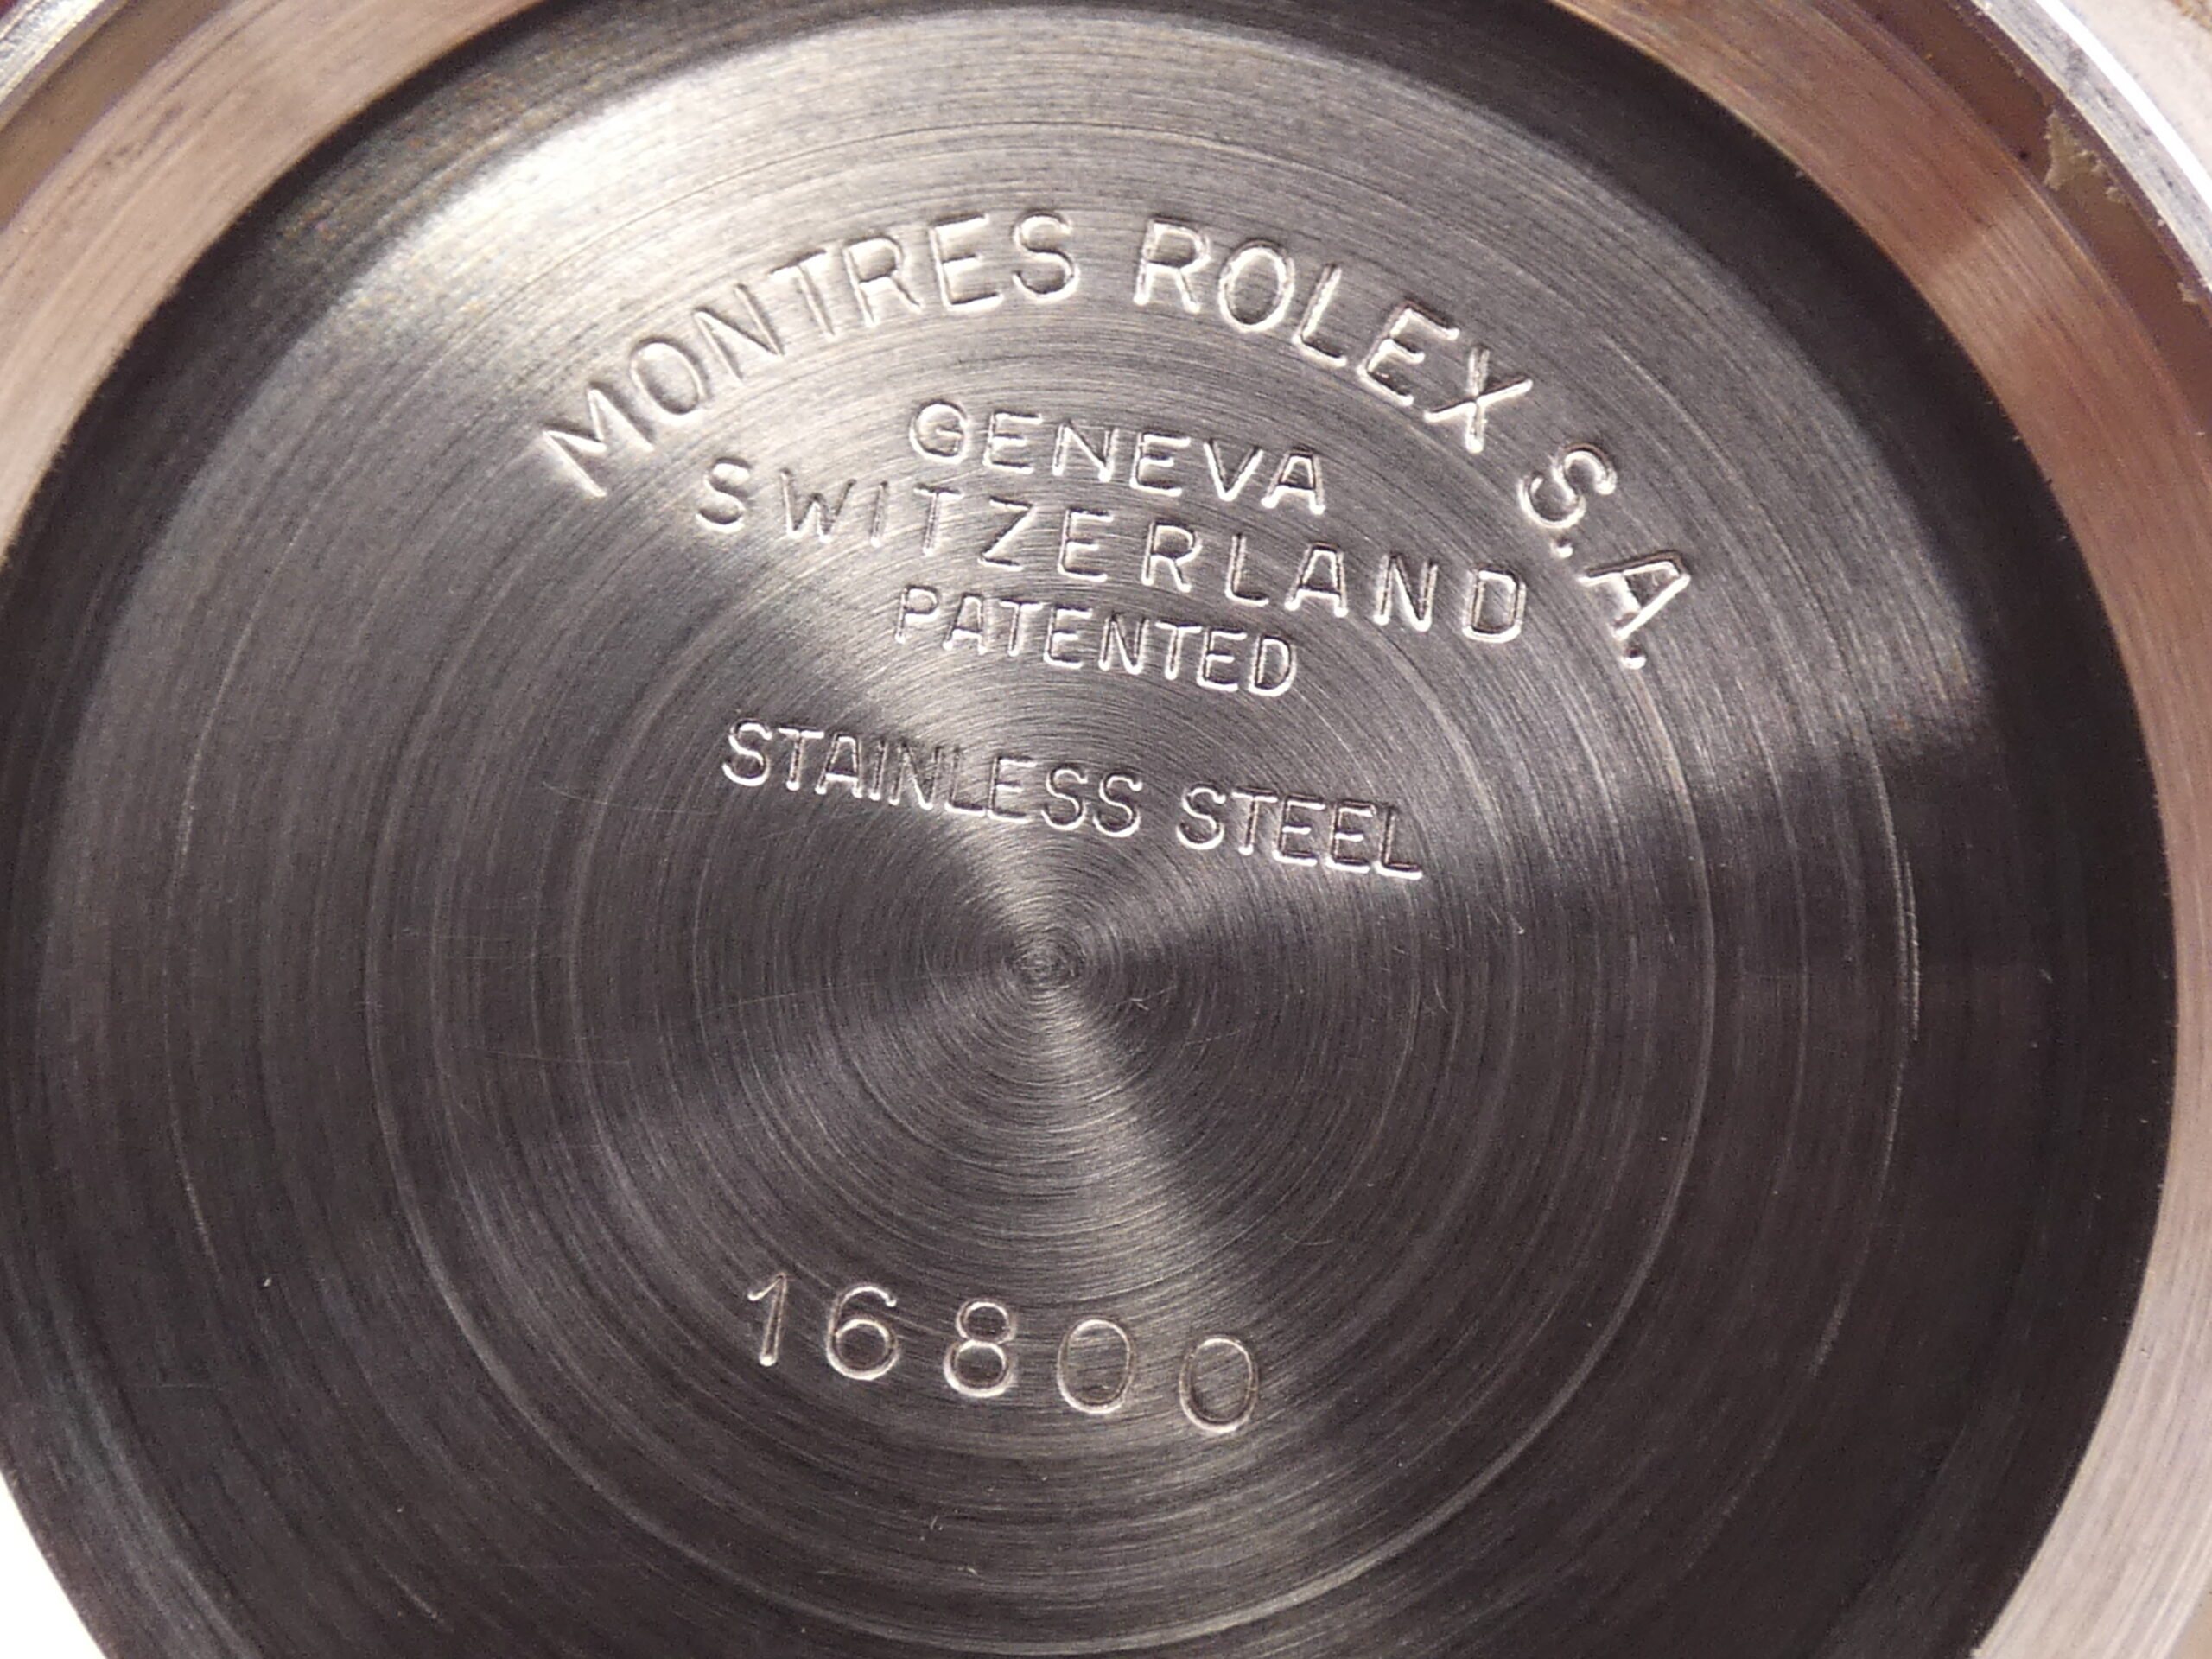 MONTRES ROLEX S.A.
GENEVA
SWITZERLAND
PATENTED
STAINLESS STEEL
16800